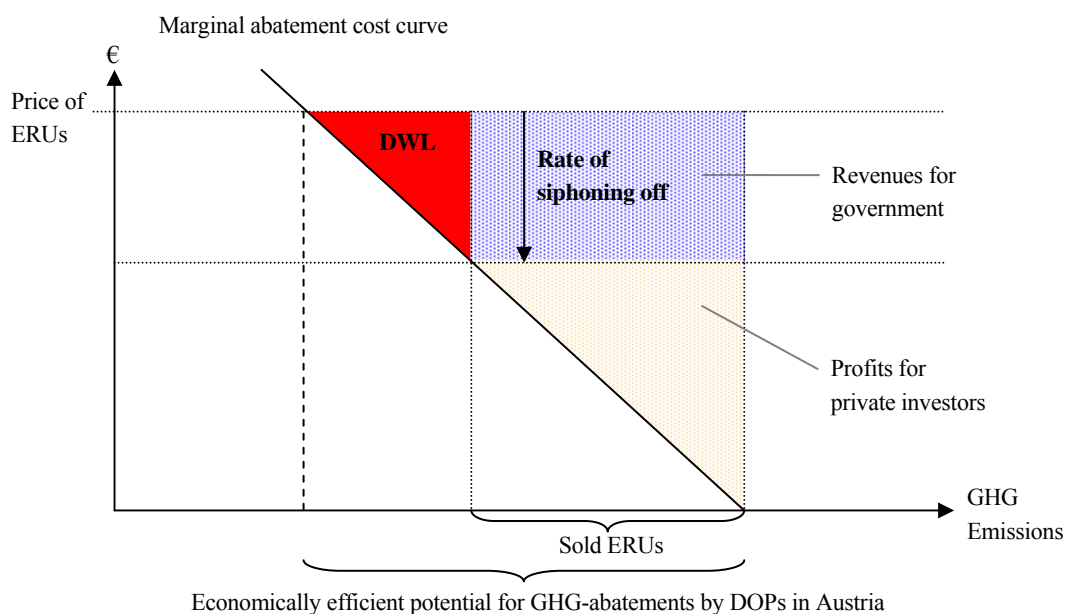 Marginal abatement cost curve
€
Price of
ERUs
DWL
Rate of
siphoning off
Revenues for
government
Profits for
private investors
GHG
Emissions
Sold ERUs
Economically efficient potential for GHG-abatements by DOPs in Austria